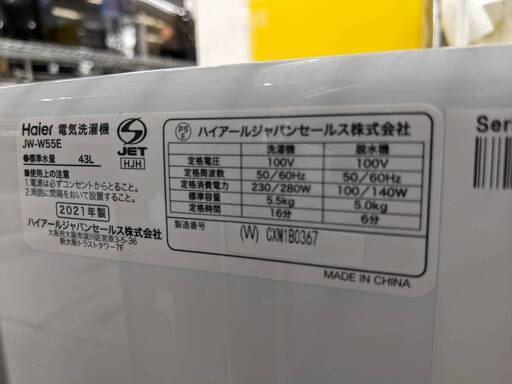 Haier 電気洗濯機
JW-W55E
●標準水量 43L
S JET
HJH
■使用上の注意
1.電源は必ずコンセントからとること。
2.周囲に間隔をおいて設置すること。
2021年製
ハイアールジャパンセールス株式会社
大阪府大阪市淀川区宮原3-5-36
新大阪トラストタワー7F
PS
E
ハイアールジャパンセールス株式会社
洗濯機 脱水機
定格電圧 100V 100V
定格周波数 50/60Hz 50/60Hz
定格消費電力 230/280W 100/140W
標準容量 5.5kg 5.0kg
定格時間 16分 6分
製造番号 (W) CXM1B0367
MADE IN CHINA
Seri